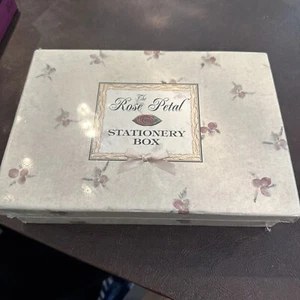 The
Rose Petal
STATIONERY
BOX